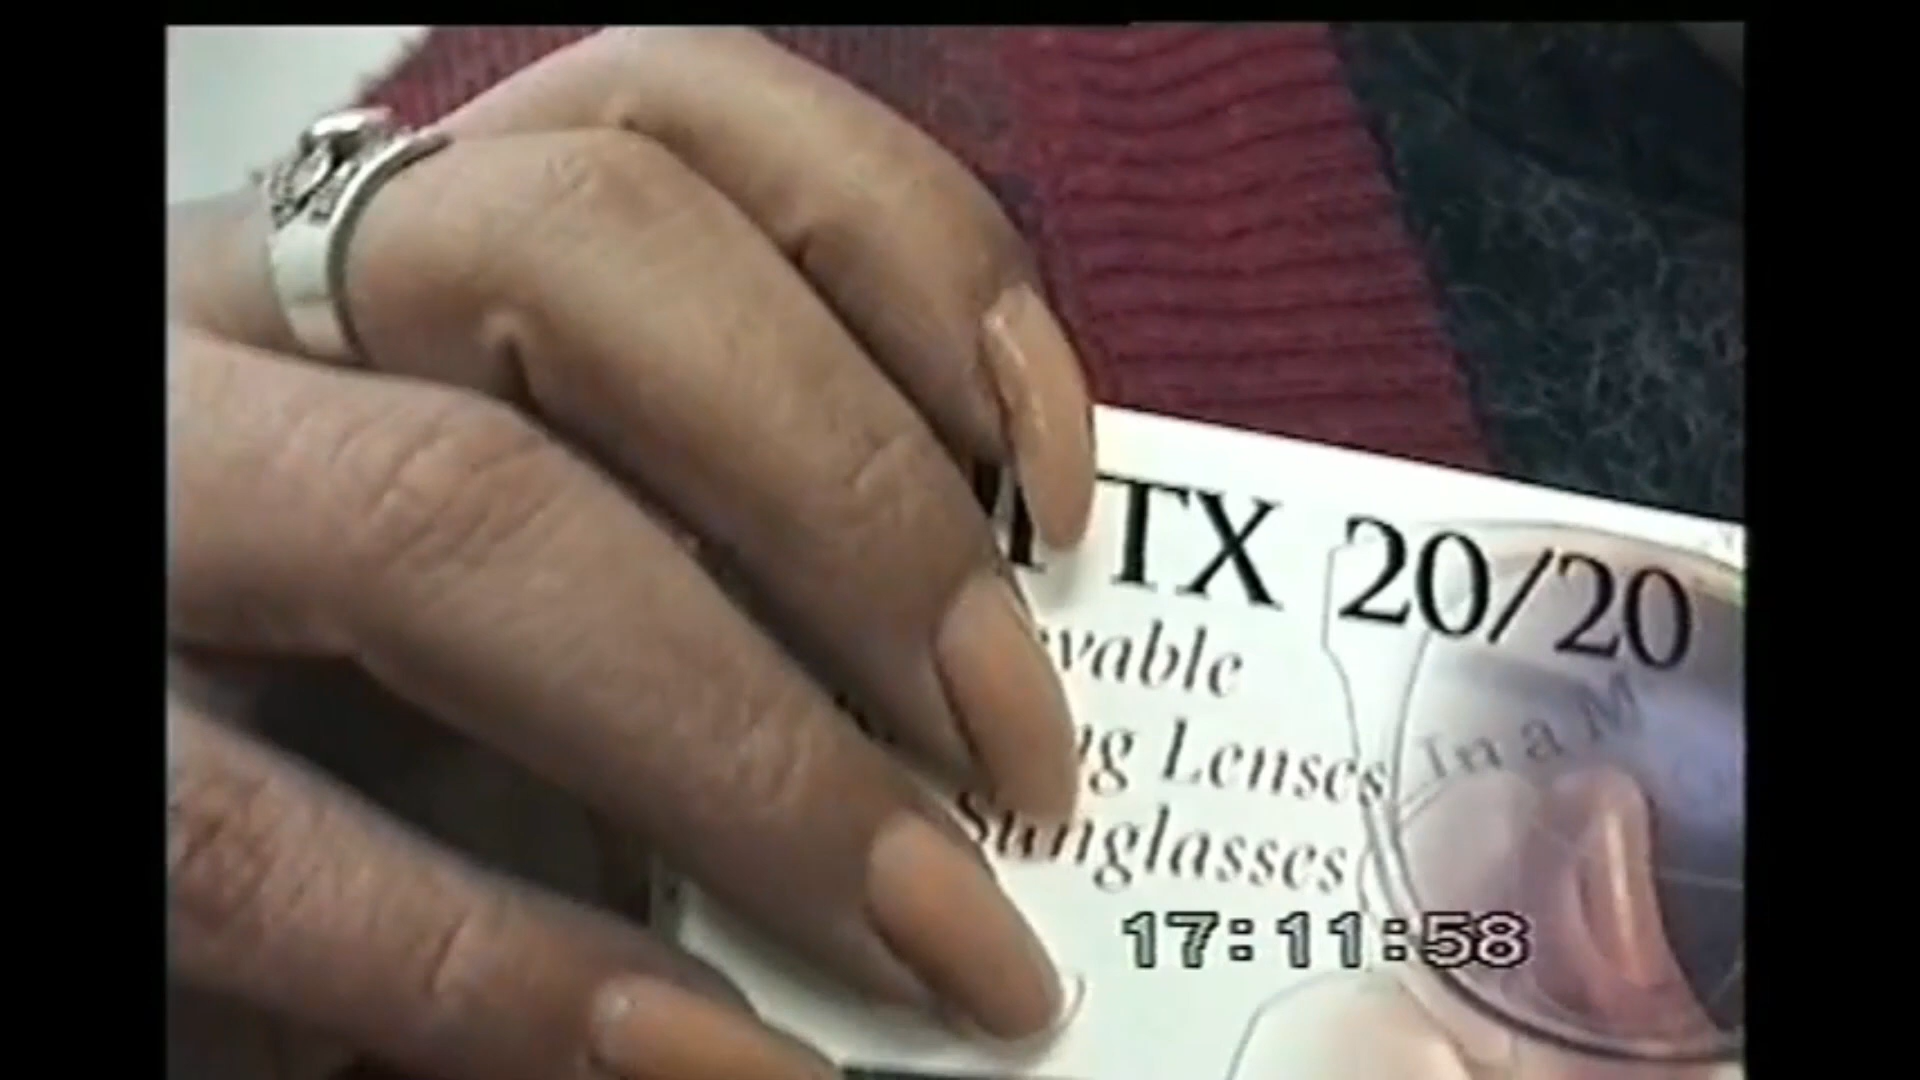 TX 20/20
vable
g Lenses
Sunglasses
In a M
17:11:58